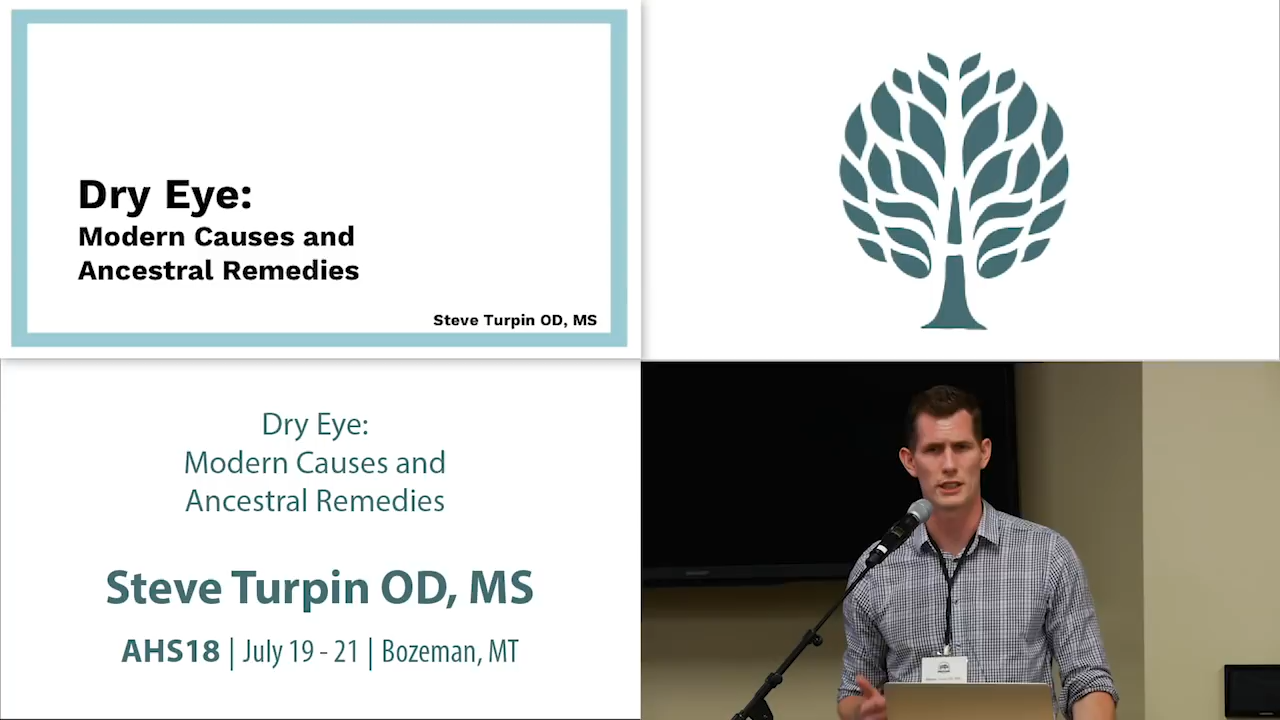 Dry Eye:
Modern Causes and
Ancestral Remedies
Steve Turpin OD, MS
Dry Eye:
Modern Causes and
Ancestral Remedies
Steve Turpin OD, MS
AHS18 | July 19 - 21 | Bozeman, MT